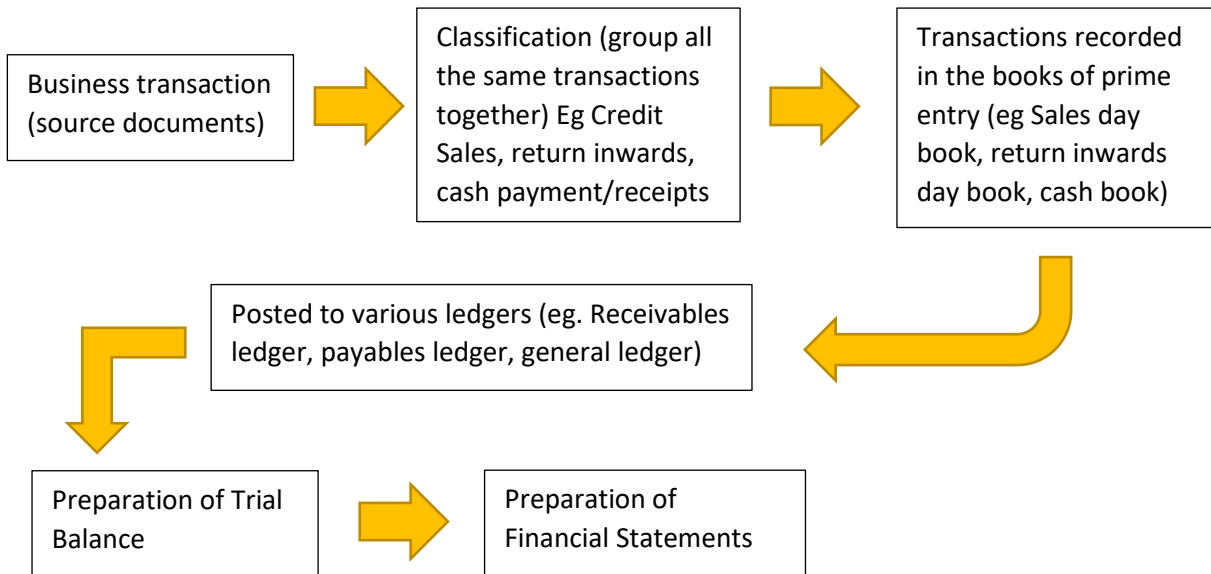 Business transaction
(source documents)
Classification (group all
the same transactions
together) Eg Credit
Sales, return inwards,
cash payment/receipts
Transactions recorded
in the books of prime
entry (eg Sales day
book, return inwards
day book, cash book)
Posted to various ledgers (eg. Receivables
ledger, payables ledger, general ledger)
Preparation of Trial
Balance
Preparation of
Financial Statements